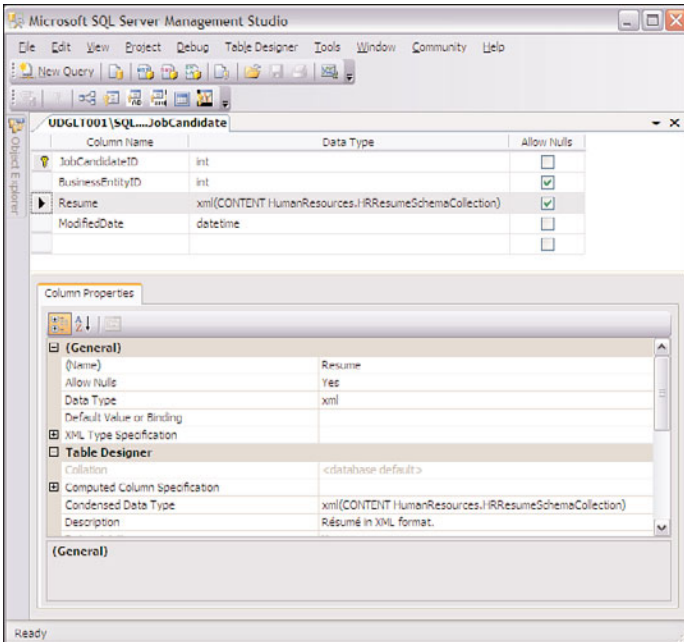 Microsoft SQL Server Management Studio
File Edit View Project Debug Table Designer Tools Window Community Help
New Query
UDGLT001\SQL....JobCandidate
Object Explorer
Column Name Data Type Allow Nulls
JobCandidateID int
BusinessEntityID int
Resume xml(CONTENT HumanResources.HRResumeSchemaCollection)
ModifiedDate datetime
Column Properties
(General)
(Name) Resume
Allow Nulls Yes
Data Type xml
Default Value or Binding
XML Type Specification
Table Designer
Collation <database default>
Computed Column Specification
Condensed Data Type xml(CONTENT HumanResources.HRResumeSchemaCollection)
Description Résumé in XML format.
(General)
Ready